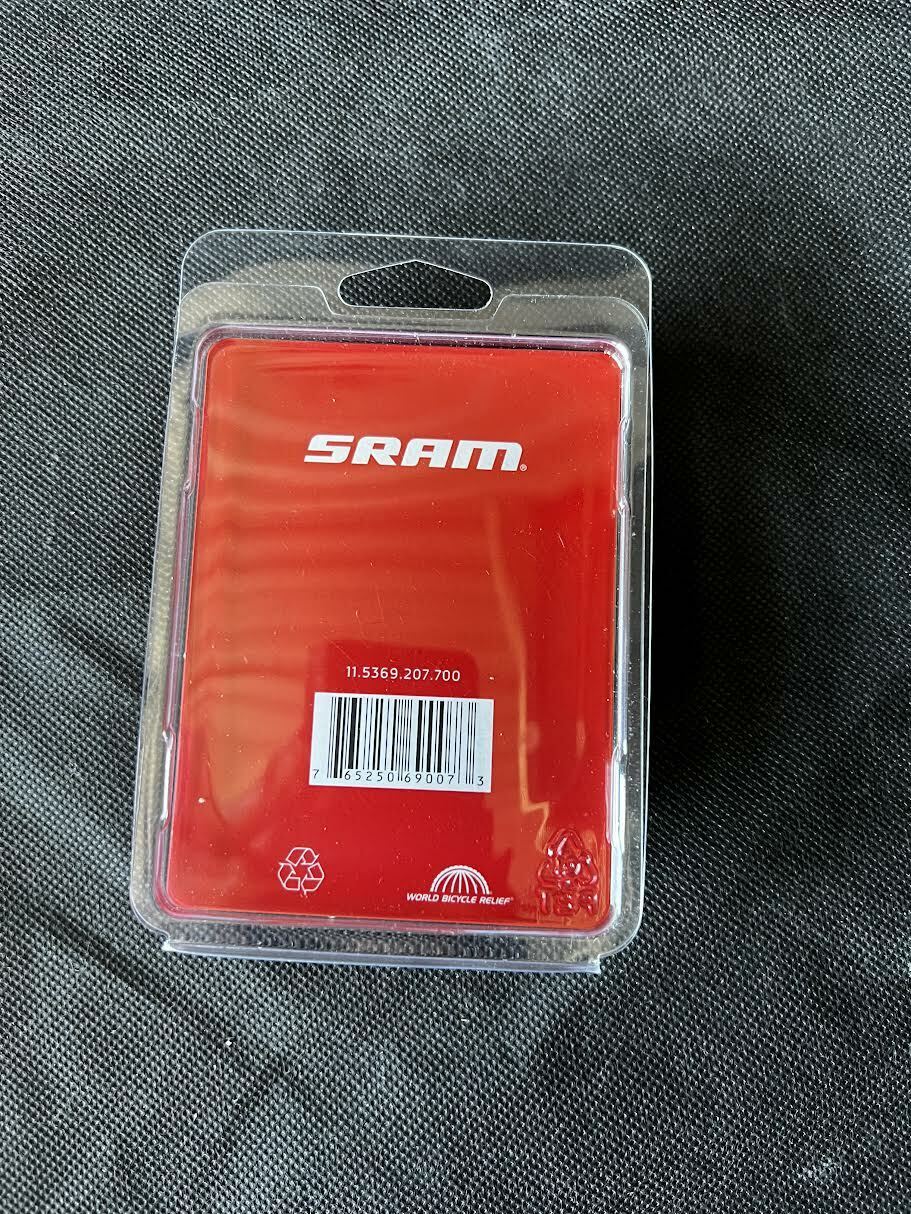 SRAM®
11.5369.207.700
7 65250 69007 3
WORLD BICYCLE RELIEF®